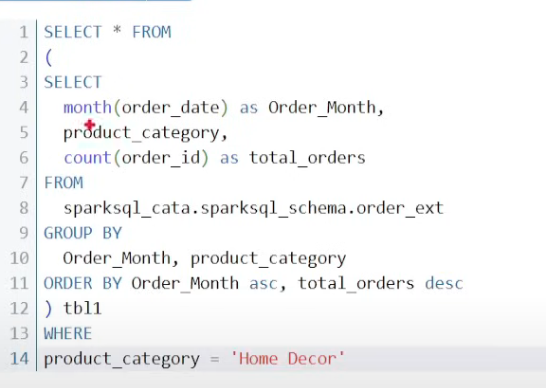 1 SELECT * FROM
2 (
3 SELECT
4 month(order_date) as Order_Month,
5 product_category,
6 count(order_id) as total_orders
7 FROM
8 sparksql_cata.sparksql_schema.order_ext
9 GROUP BY
10 Order_Month, product_category
11 ORDER BY Order_Month asc, total_orders desc
12 ) tbl1
13 WHERE
14 product_category = 'Home Decor'